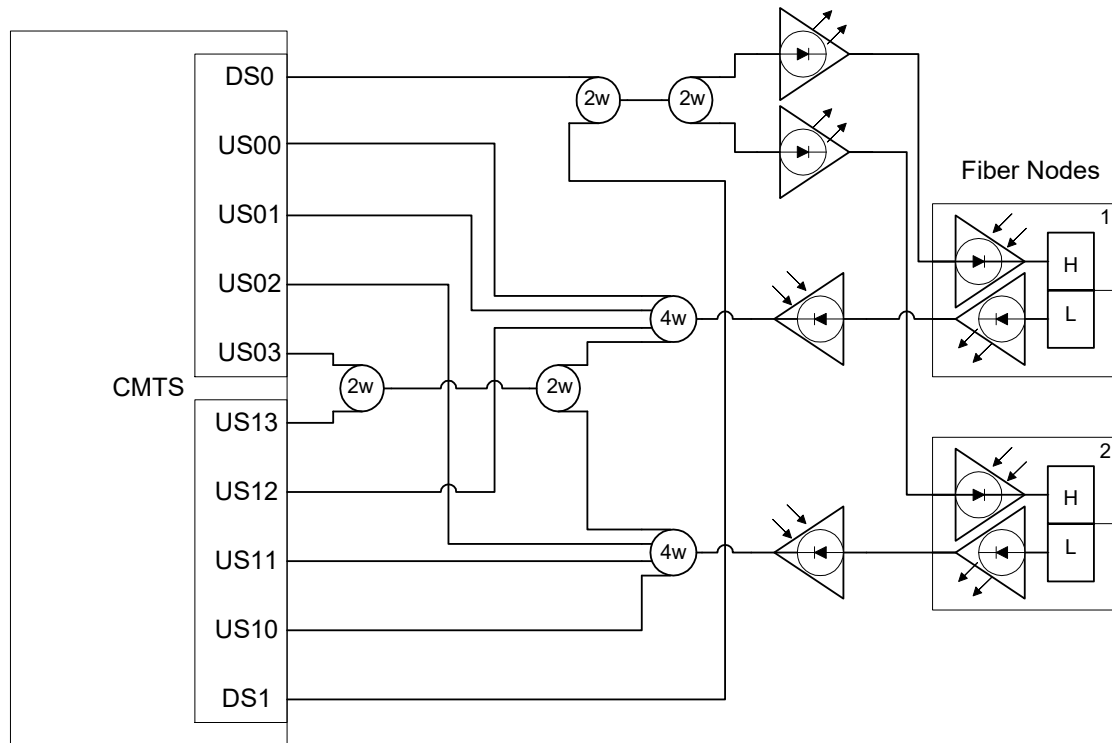 DS0
2w
2w
US00
Fiber Nodes
US01
1
H
US02
4w
L
US03
CMTS
2w
2w
US13
2
US12
H
US11
4w
L
US10
DS1